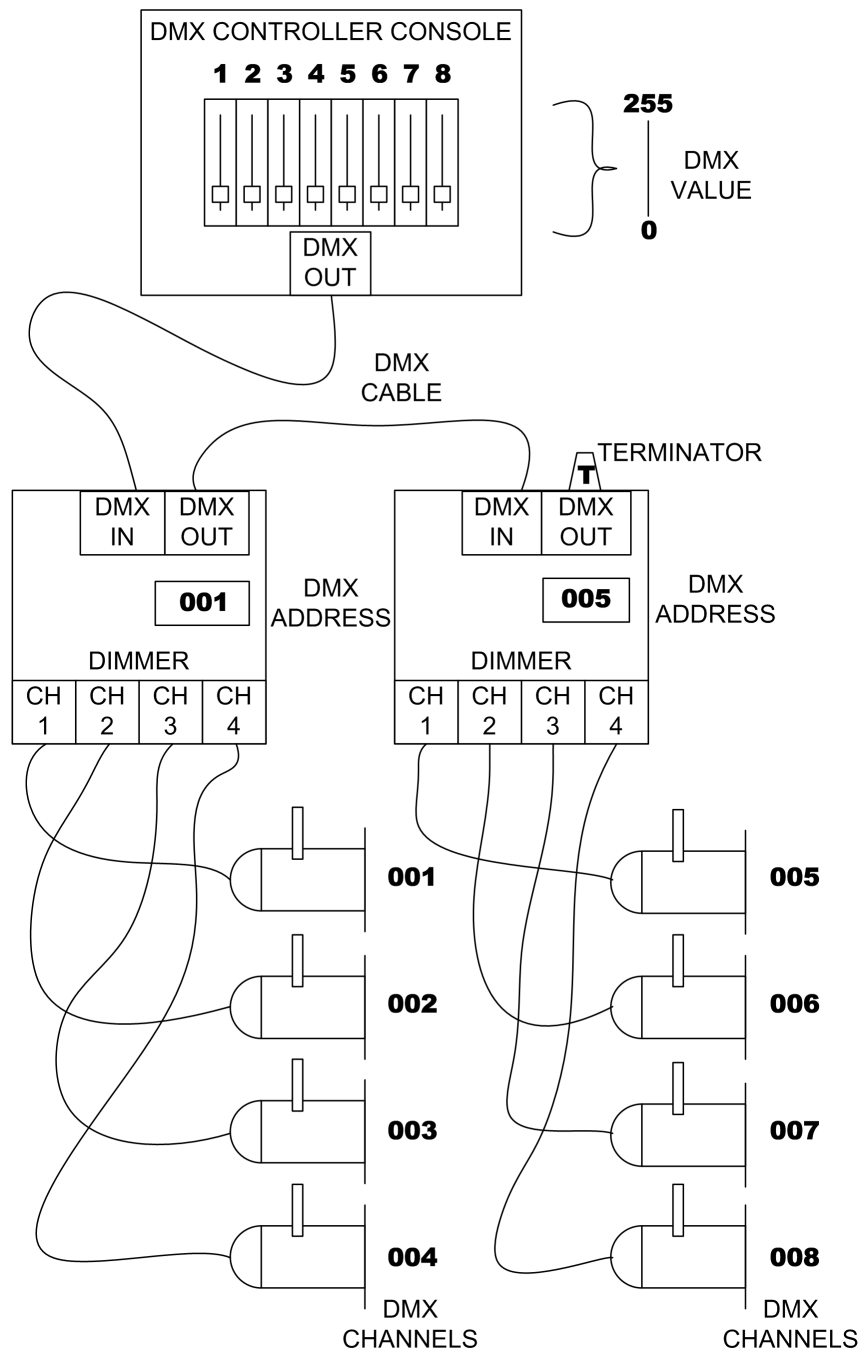 DMX CONTROLLER CONSOLE
1 2 3 4 5 6 7 8
255
DMX
VALUE
0
DMX
OUT
DMX
CABLE
TERMINATOR
T
DMX
IN
DMX
OUT
001
DMX
ADDRESS
DIMMER
CH
1
CH
2
CH
3
CH
4
DMX
IN
DMX
OUT
005
DMX
ADDRESS
DIMMER
CH
1
CH
2
CH
3
CH
4
001
002
003
004
DMX
CHANNELS
005
006
007
008
DMX
CHANNELS